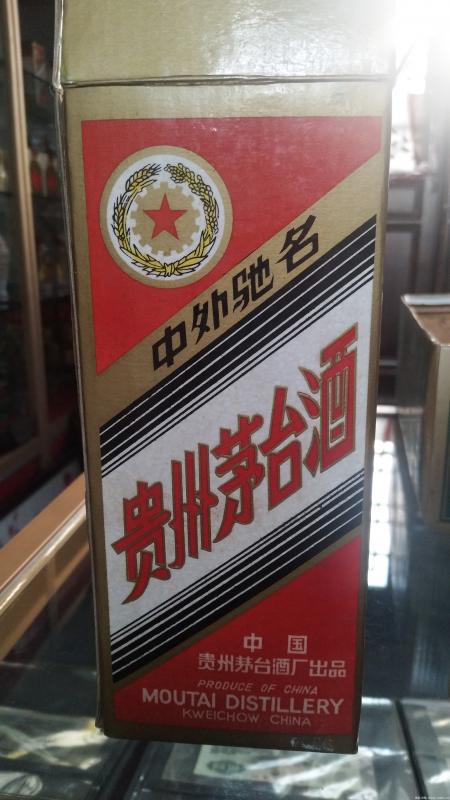 中外驰名
贵州茅台酒
中国
贵州茅台酒厂出品
PRODUCE OF CHINA
MOUTAI DISTILLERY
KWEICHOW CHINA